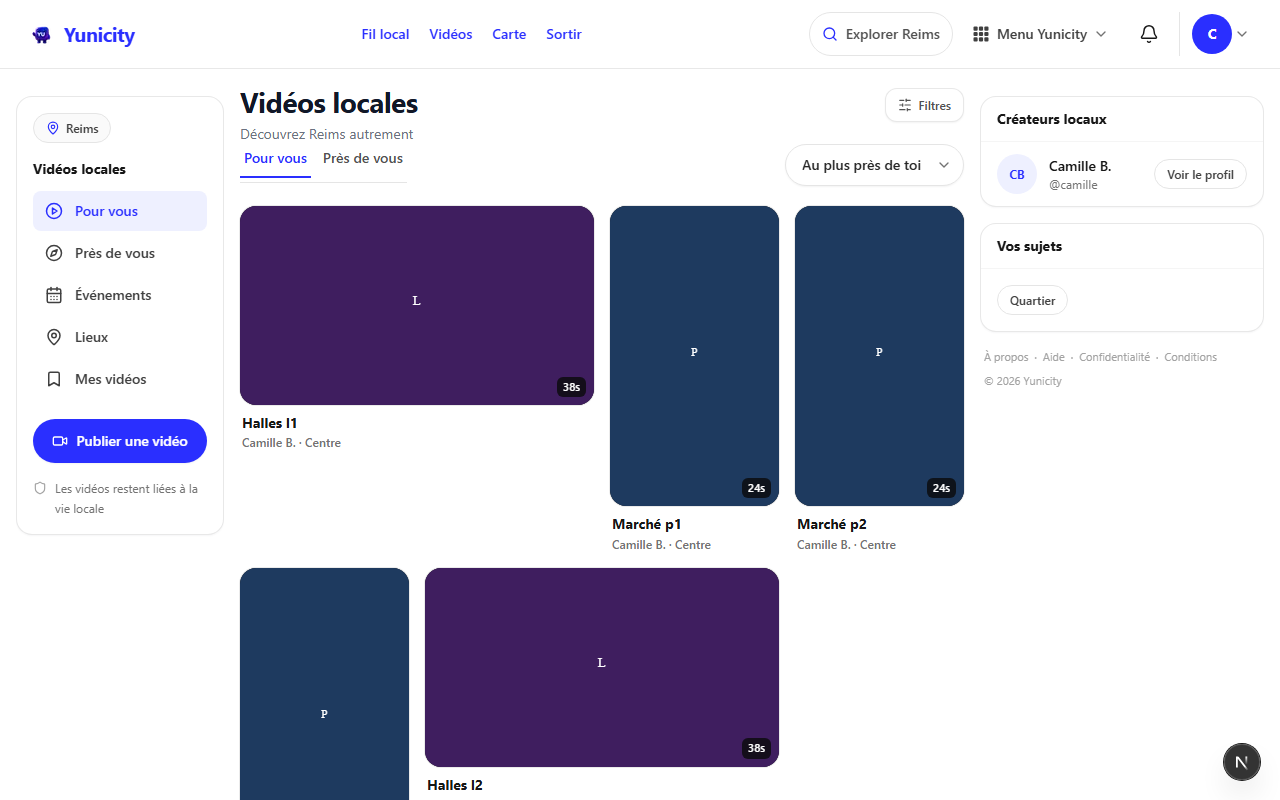 Yunicity
Fil local
Vidéos
Carte
Sortir
Explorer Reims
Menu Yunicity
C
Reims
Vidéos locales
Pour vous
Près de vous
Événements
Lieux
Mes vidéos
Publier une vidéo
Les vidéos restent liées à la
vie locale
Vidéos locales
Découvrez Reims autrement
Filtres
Pour vous
Près de vous
Au plus près de toi
L
38s
Halles l1
Camille B. · Centre
P
24s
Marché p1
Camille B. · Centre
P
24s
Marché p2
Camille B. · Centre
P
L
38s
Halles l2
Créateurs locaux
CB
Camille B.
@camille
Voir le profil
Vos sujets
Quartier
À propos · Aide · Confidentialité · Conditions
© 2026 Yunicity
N